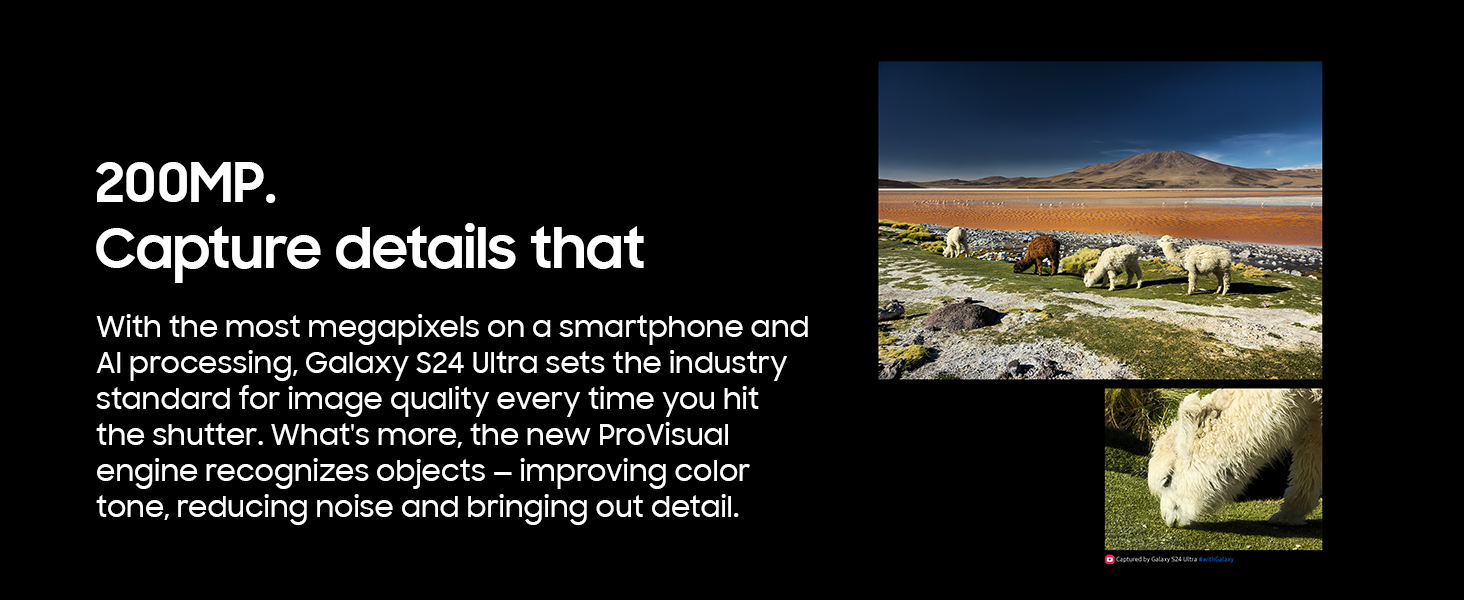 200MP.
Capture details that
With the most megapixels on a smartphone and
AI processing, Galaxy S24 Ultra sets the industry
standard for image quality every time you hit
the shutter. What's more, the new ProVisual
engine recognizes objects – improving color
tone, reducing noise and bringing out detail.
Captured by Galaxy S24 Ultra #withGalaxy